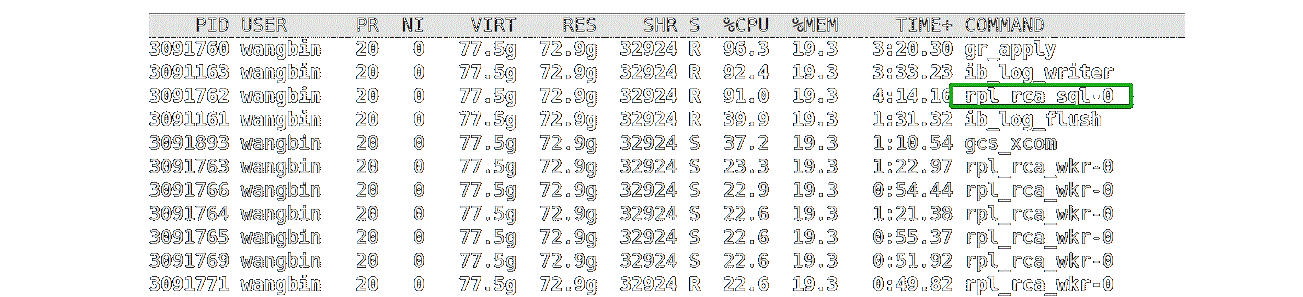 PID USER PR NI VIRT RES SHR S %CPU %MEM TIME+ COMMAND
3091760 wangbin 20 0 77.5g 72.9g 32924 R 96.3 19.3 3:20.30 gr_apply
3091163 wangbin 20 0 77.5g 72.9g 32924 R 92.4 19.3 3:33.23 ib_log_writer
3091762 wangbin 20 0 77.5g 72.9g 32924 R 91.0 19.3 4:14.16 rpl_rca_sql-0
3091161 wangbin 20 0 77.5g 72.9g 32924 R 39.9 19.3 1:31.32 ib_log_flush
3091893 wangbin 20 0 77.5g 72.9g 32924 S 37.2 19.3 1:10.54 gcs_xcom
3091763 wangbin 20 0 77.5g 72.9g 32924 S 23.3 19.3 1:22.97 rpl_rca_wkr-0
3091766 wangbin 20 0 77.5g 72.9g 32924 S 22.9 19.3 0:54.44 rpl_rca_wkr-0
3091764 wangbin 20 0 77.5g 72.9g 32924 S 22.6 19.3 1:21.38 rpl_rca_wkr-0
3091765 wangbin 20 0 77.5g 72.9g 32924 S 22.6 19.3 0:55.37 rpl_rca_wkr-0
3091769 wangbin 20 0 77.5g 72.9g 32924 S 22.6 19.3 0:51.92 rpl_rca_wkr-0
3091771 wangbin 20 0 77.5g 72.9g 32924 R 22.6 19.3 0:49.82 rpl_rca_wkr-0